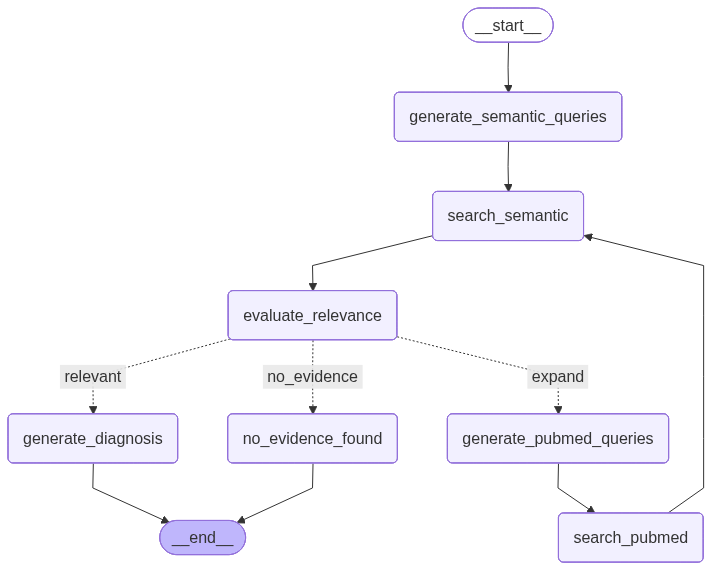 __start__
generate_semantic_queries
search_semantic
evaluate_relevance
relevant
no_evidence
expand
generate_diagnosis
no_evidence_found
generate_pubmed_queries
__end__
search_pubmed